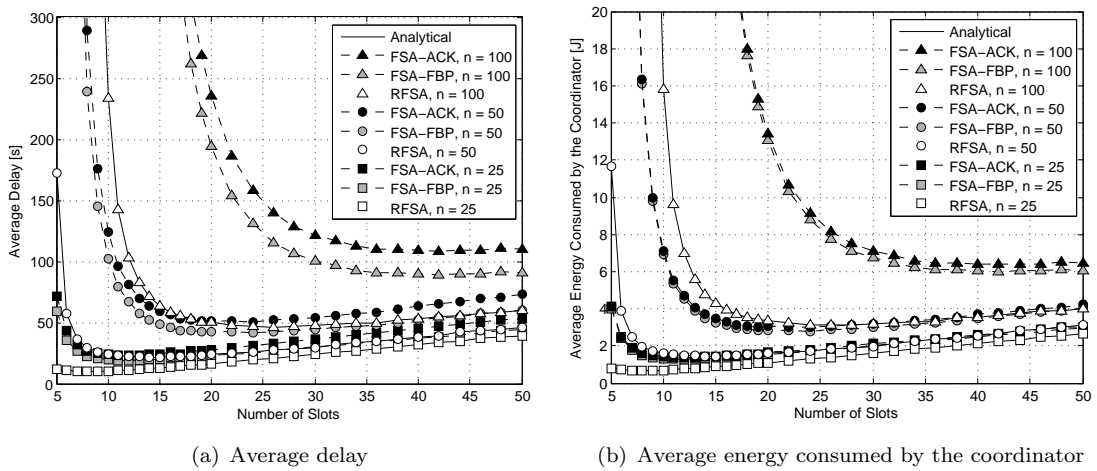 300
250
200
150
100
50
0
Average Delay [s]
5 10 15 20 25 30 35 40 45 50
Number of Slots
Analytical
FSA-ACK, n = 100
FSA-FBP, n = 100
RFSA, n = 100
FSA-ACK, n = 50
FSA-FBP, n = 50
RFSA, n = 50
FSA-ACK, n = 25
FSA-FBP, n = 25
RFSA, n = 25
(a) Average delay
20
18
16
14
12
10
8
6
4
2
0
Average Energy Consumed by the Coordinator [J]
5 10 15 20 25 30 35 40 45 50
Number of Slots
Analytical
FSA-ACK, n = 100
FSA-FBP, n = 100
RFSA, n = 100
FSA-ACK, n = 50
FSA-FBP, n = 50
RFSA, n = 50
FSA-ACK, n = 25
FSA-FBP, n = 25
RFSA, n = 25
(b) Average energy consumed by the coordinator